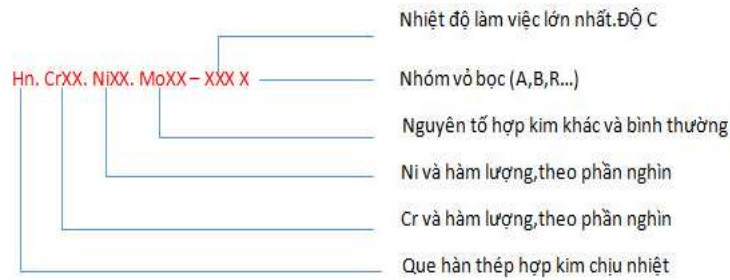 Nhiệt độ làm việc lớn nhất.ĐỘ C
Hn. CrXX. NiXX. MoXX – XXX X
Nhóm vỏ bọc (A,B,R...)
Nguyên tố hợp kim khác và bình thường
Ni và hàm lượng,theo phần nghìn
Cr và hàm lượng,theo phần nghìn
Que hàn thép hợp kim chịu nhiệt